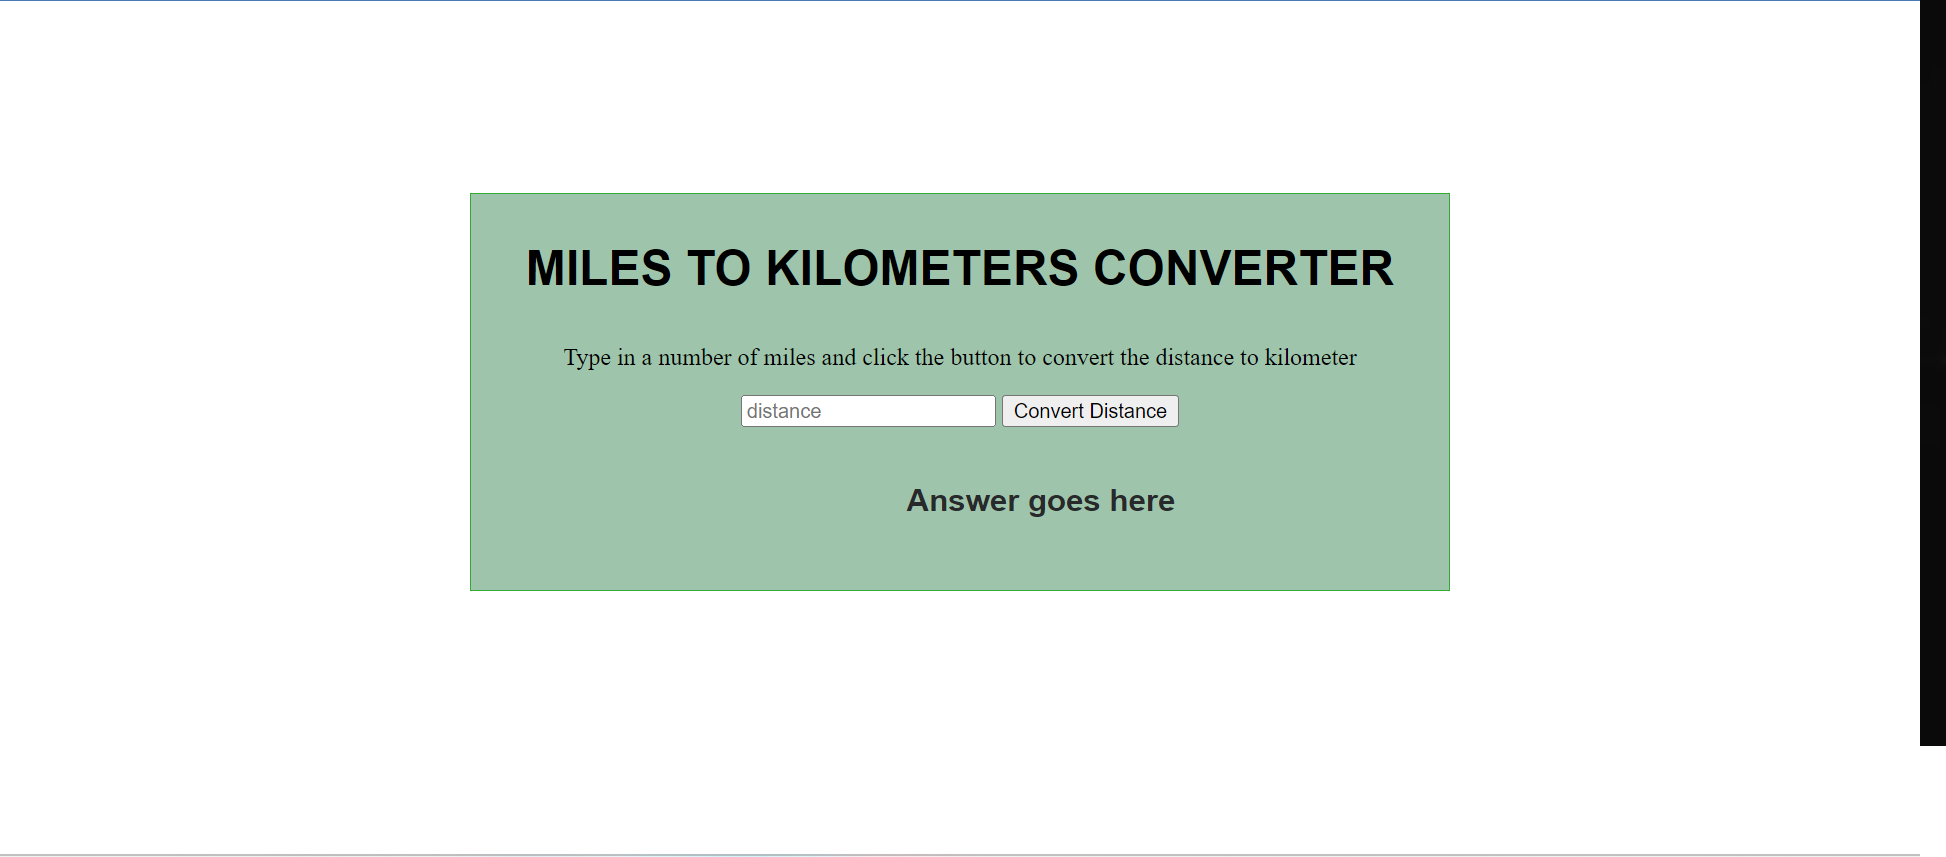 MILES TO KILOMETERS CONVERTER
Type in a number of miles and click the button to convert the distance to kilometer
distance Convert Distance
Answer goes here